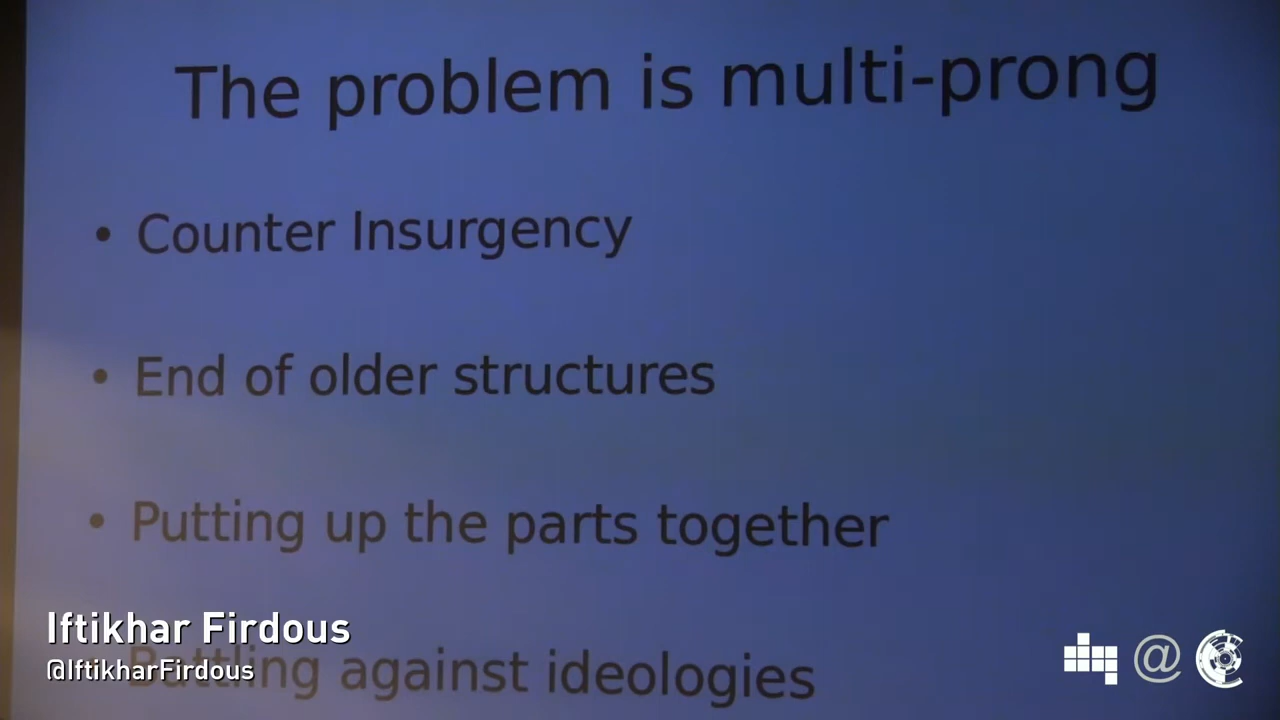 The problem is multi-prong
• Counter Insurgency
• End of older structures
• Putting up the parts together
Battling against ideologies
Iftikhar Firdous
@IftikharFirdous
@